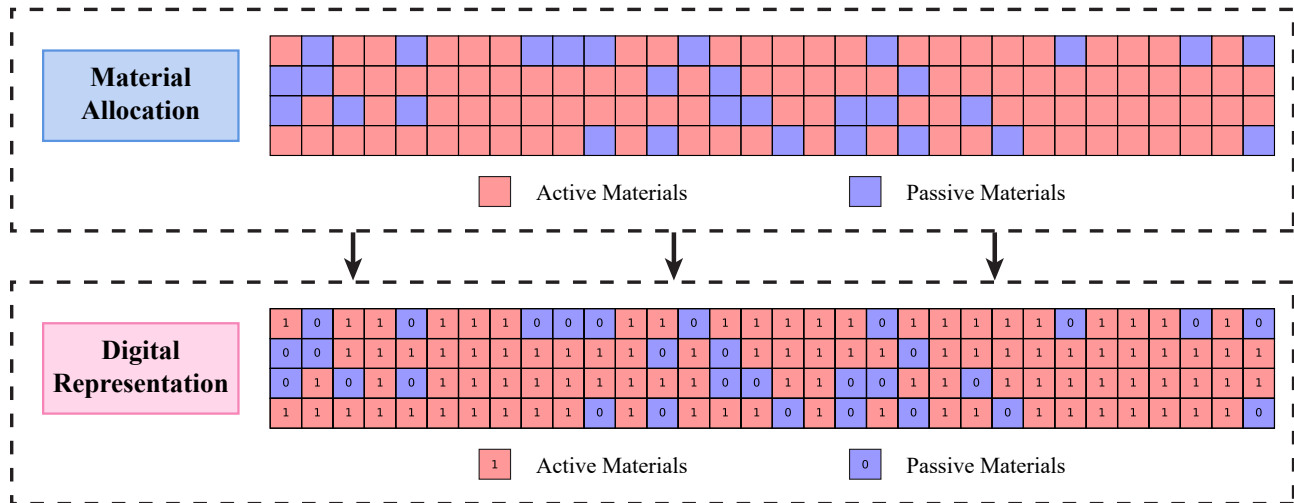 Material
Allocation
Active Materials
Passive Materials
Digital
Representation
1 0 1 1 0 1 1 1 0 0 0 1 1 0 1 1 1 1 1 0 1 1 1 1 1 0 1 1 1 0 1 0
0 0 1 1 1 1 1 1 1 1 1 1 0 1 0 1 1 1 1 1 0 1 1 1 1 1 1 1 1 1 1 1
0 1 0 1 0 1 1 1 1 1 1 1 1 1 0 0 1 1 0 0 1 1 0 1 1 1 1 1 1 1 1 1
1 1 1 1 1 1 1 1 1 1 0 1 0 1 1 1 0 1 0 1 0 1 1 0 1 1 1 1 1 1 1 0
1 Active Materials
0 Passive Materials